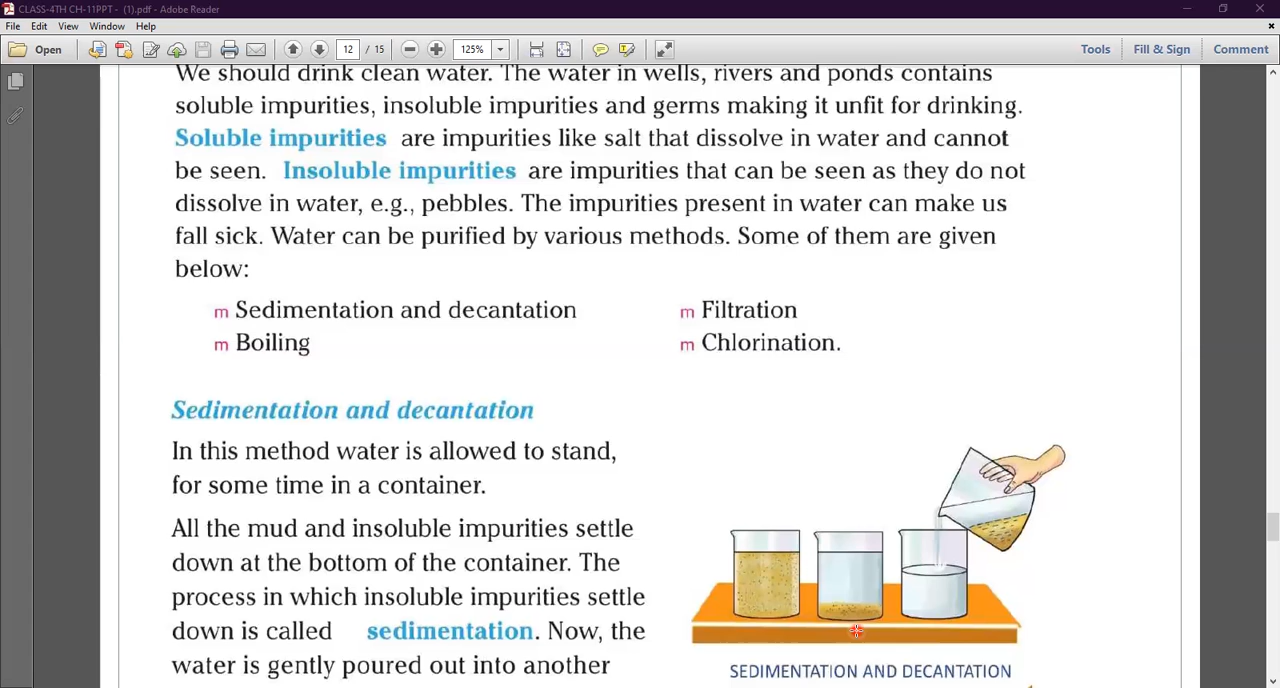 CLASS-4TH CH-11PPT - (1).pdf - Adobe Reader
File Edit View Window Help
Open 12 / 15 125% Tools Fill & Sign Comment
We should drink clean water. The water in wells, rivers and ponds contains
soluble impurities, insoluble impurities and germs making it unfit for drinking.
Soluble impurities are impurities like salt that dissolve in water and cannot
be seen. Insoluble impurities are impurities that can be seen as they do not
dissolve in water, e.g., pebbles. The impurities present in water can make us
fall sick. Water can be purified by various methods. Some of them are given
below:
m Sedimentation and decantation m Filtration
m Boiling m Chlorination.
Sedimentation and decantation
In this method water is allowed to stand,
for some time in a container.
All the mud and insoluble impurities settle
down at the bottom of the container. The
process in which insoluble impurities settle
down is called sedimentation. Now, the
water is gently poured out into another
SEDIMENTATION AND DECANTATION